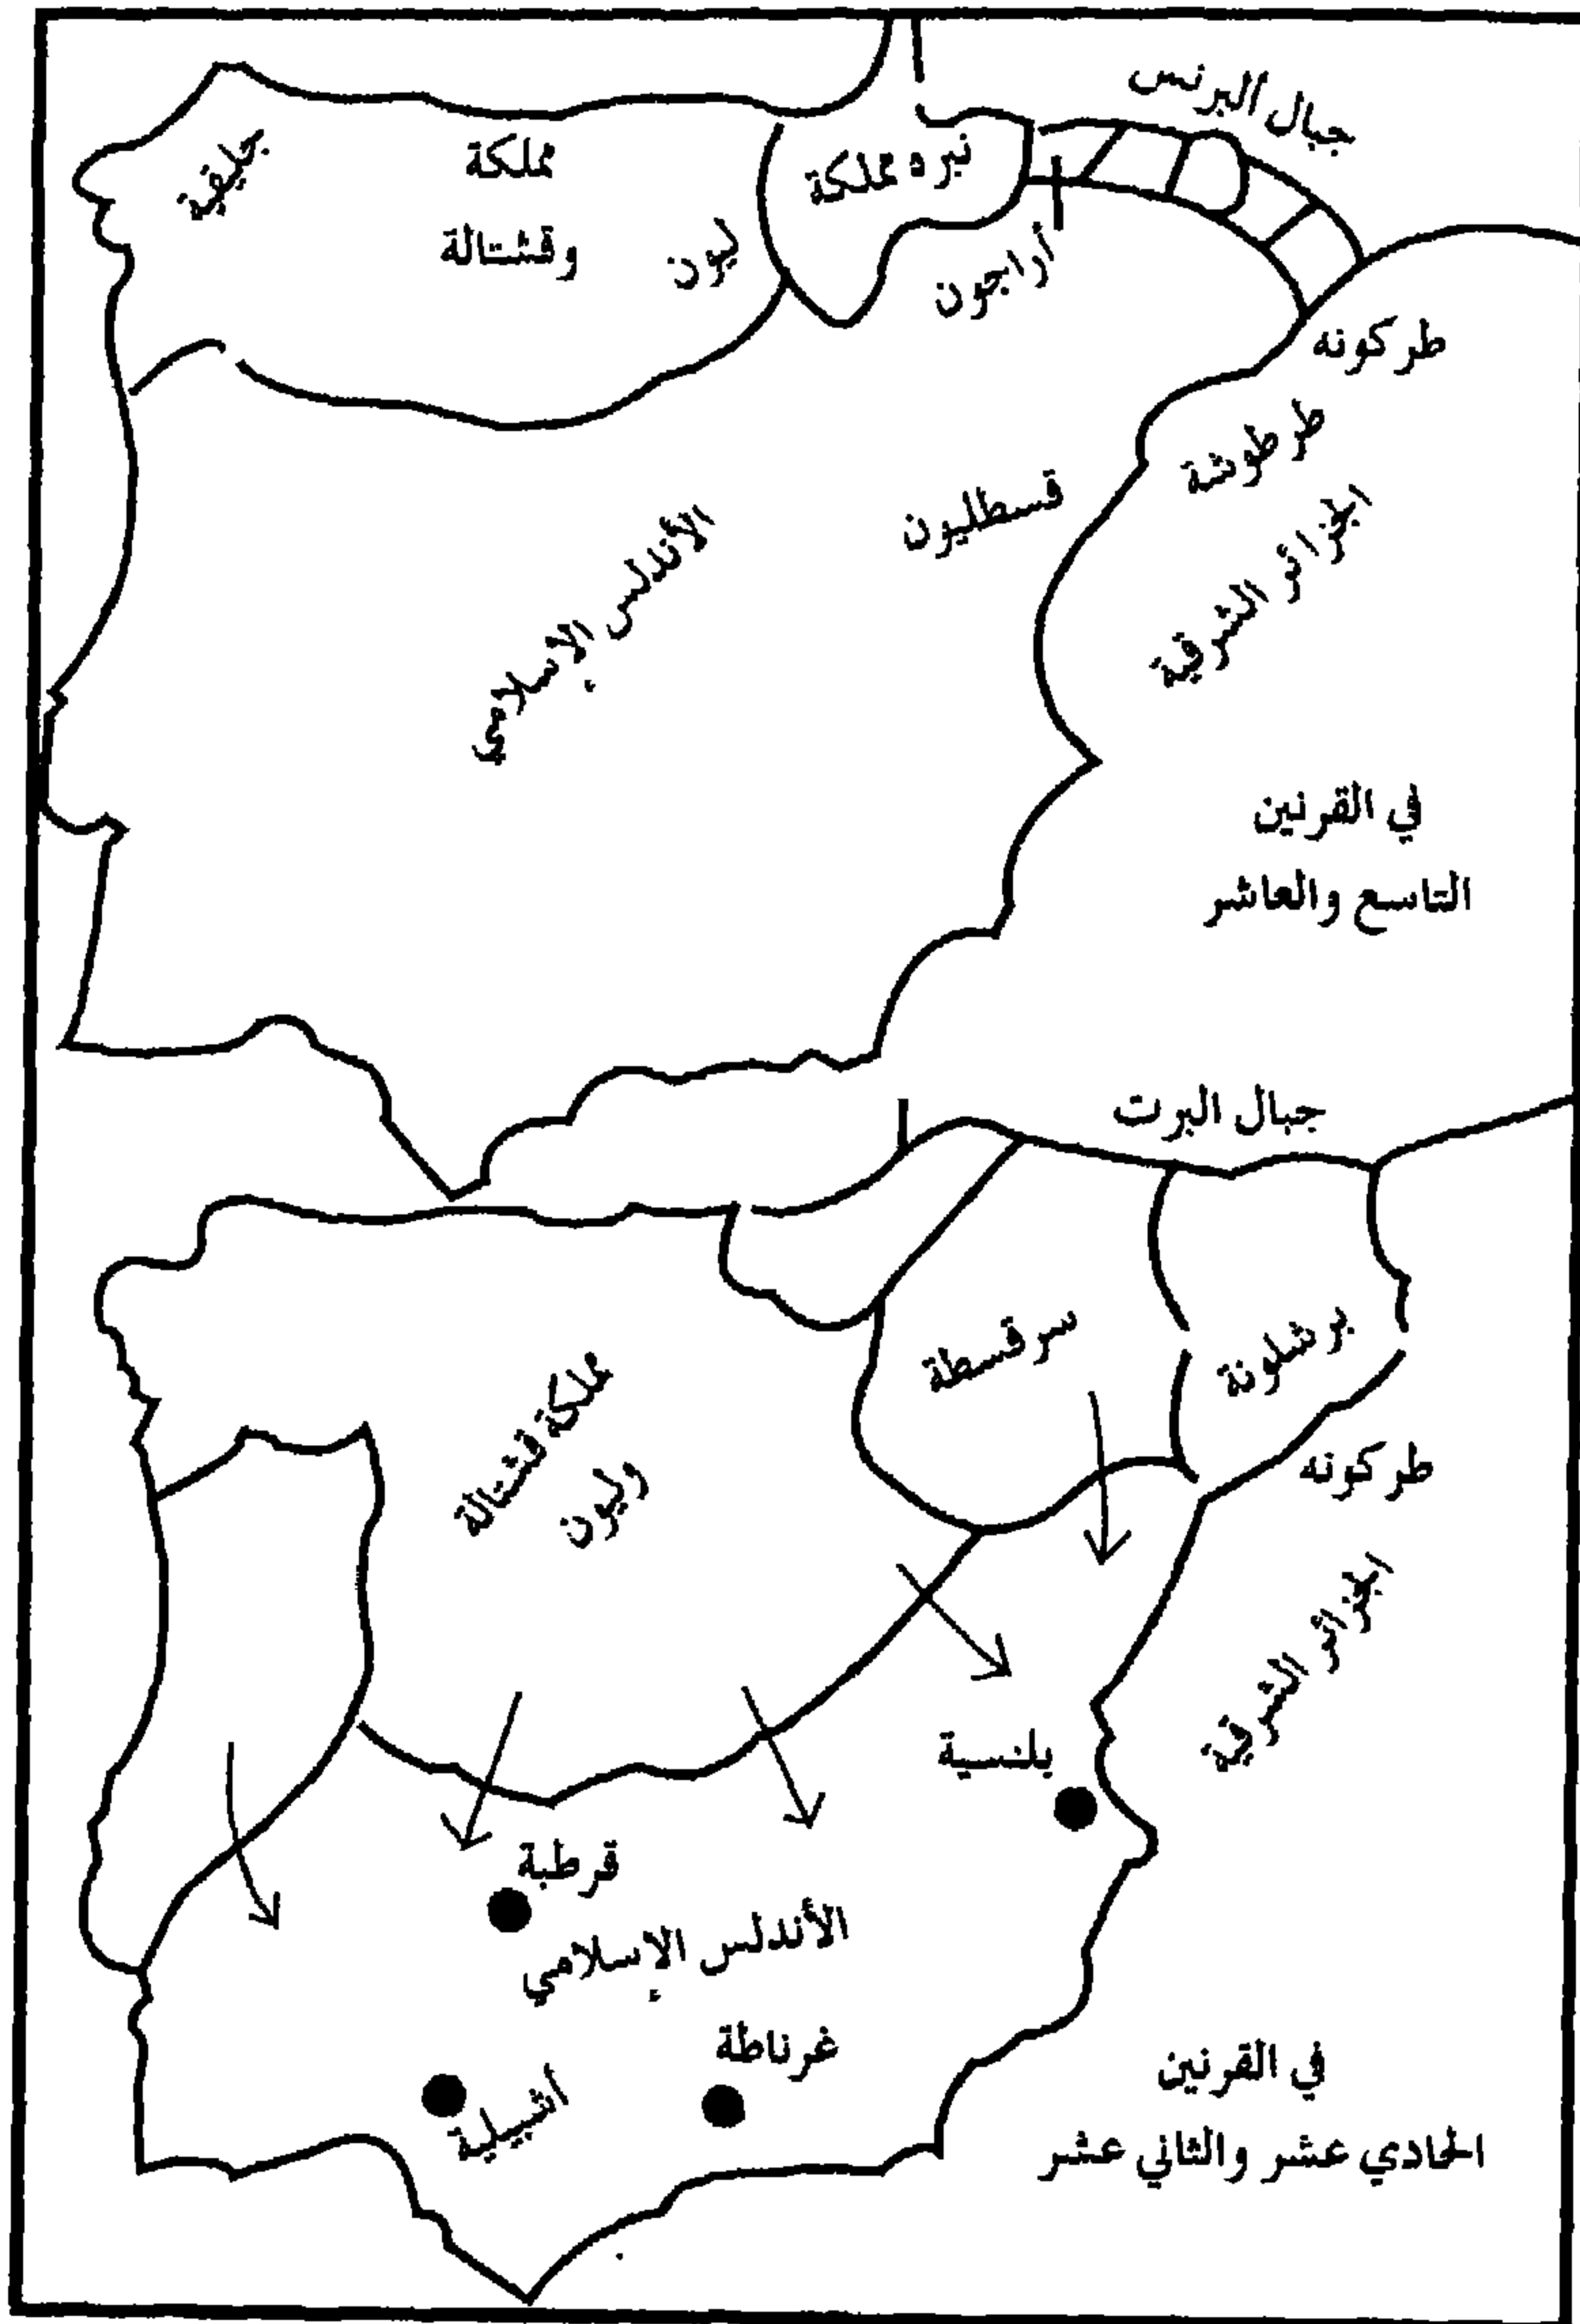 جبال البرنس
جليقية
مملكة
وقشتالة
ليون
نبره مملكة
أراجون
طركونه
طرطوشة
قسطليون
الجزائر الشرقية
الأندلس الإسلامي
في القرنين
التاسع والعاشر
جبال البرت
سرقسطة
برشلونة
مملكة قشتالة
وليون
طركونه
الجزائر الشرقية
بلنسية
قرطبة
الأندلس الإسلامي
غرناطة
أشبيلية
في القرنين
الحادي عشر والثاني عشر